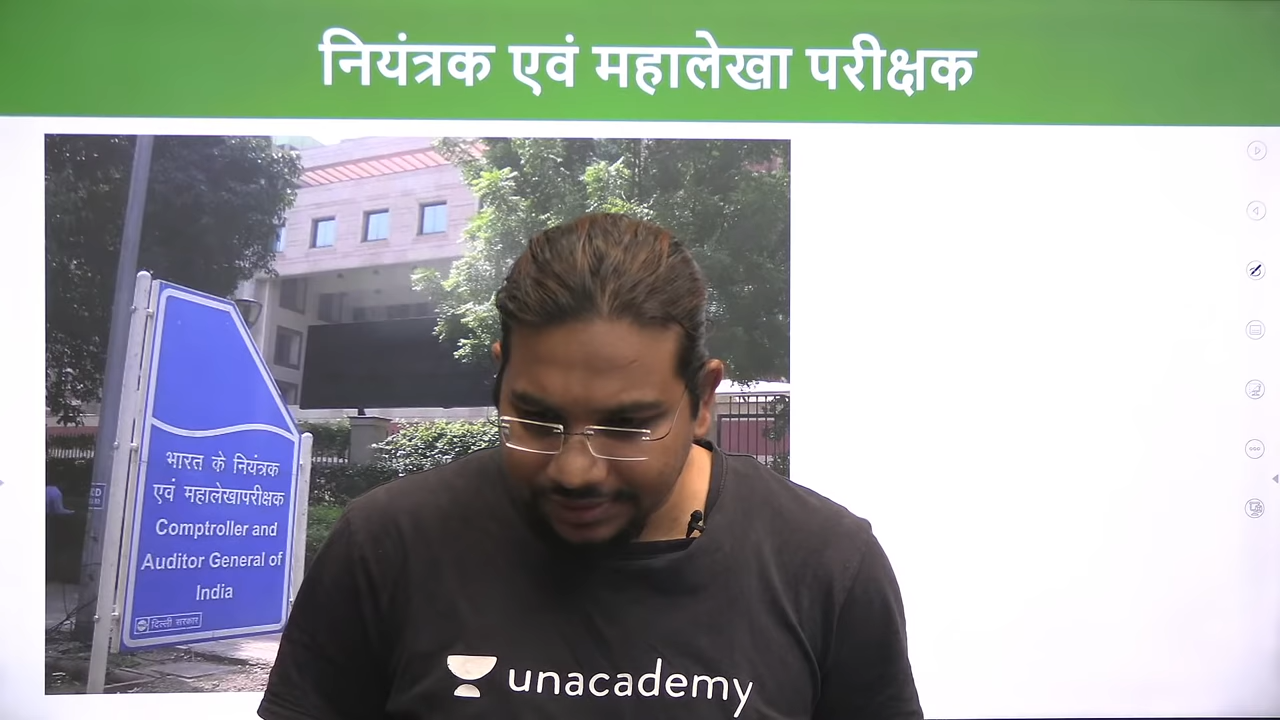 नियंत्रक एवं महालेखा परीक्षक
भारत के नियंत्रक
एवं महालेखापरीक्षक
Comptroller and
Auditor General of
India
दिल्ली सरकार
unacademy